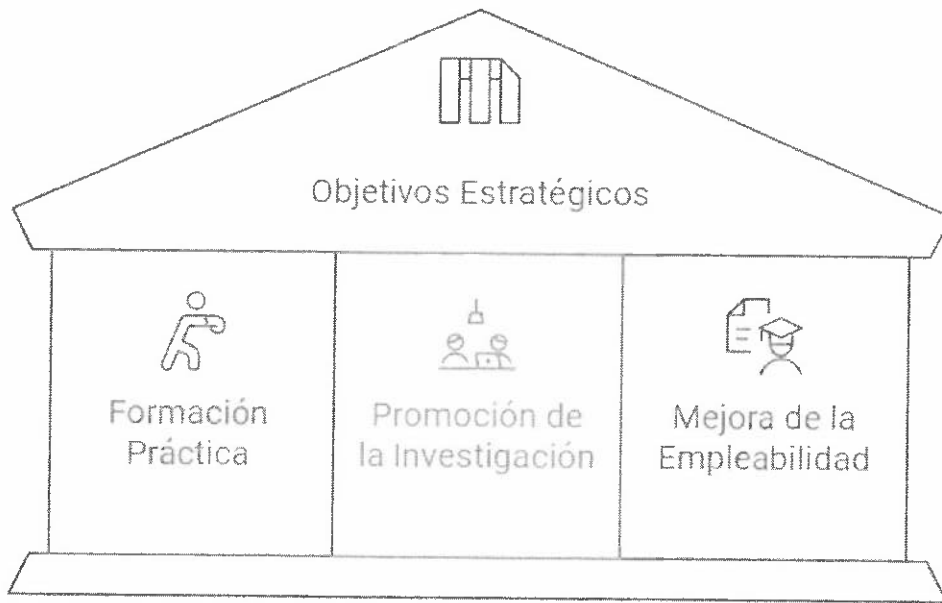 Objetivos Estratégicos
Formación
Práctica
Promoción de
la Investigación
Mejora de la
Empleabilidad